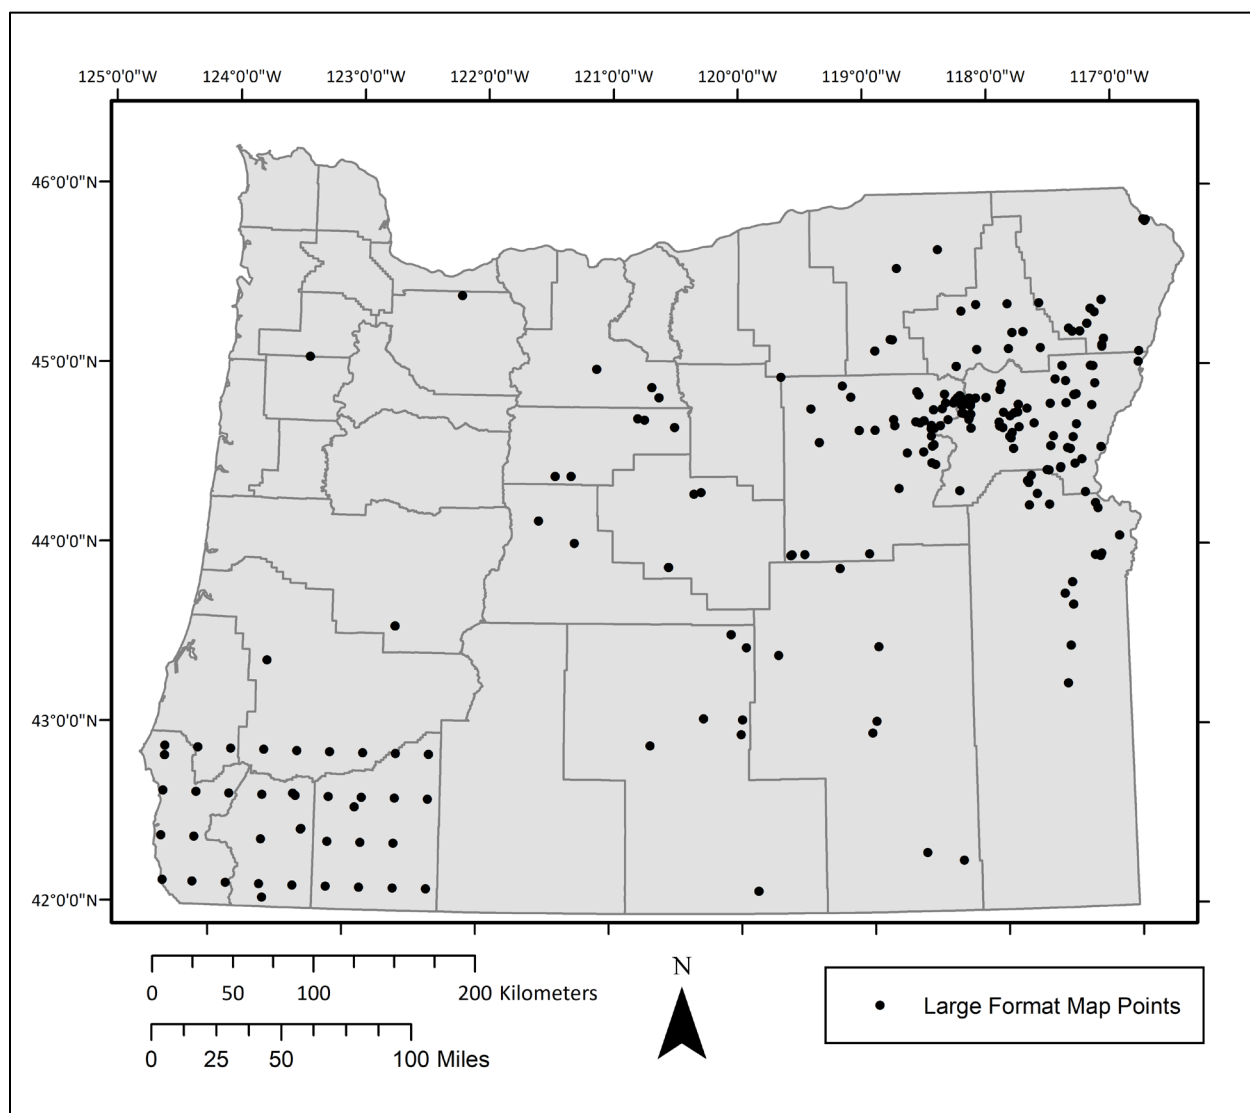 125°0'0"W 124°0'0"W 123°0'0"W 122°0'0"W 121°0'0"W 120°0'0"W 119°0'0"W 118°0'0"W 117°0'0"W
46°0'0"N
45°0'0"N
44°0'0"N
43°0'0"N
42°0'0"N
0 50 100 200 Kilometers
0 25 50 100 Miles
N
Large Format Map Points